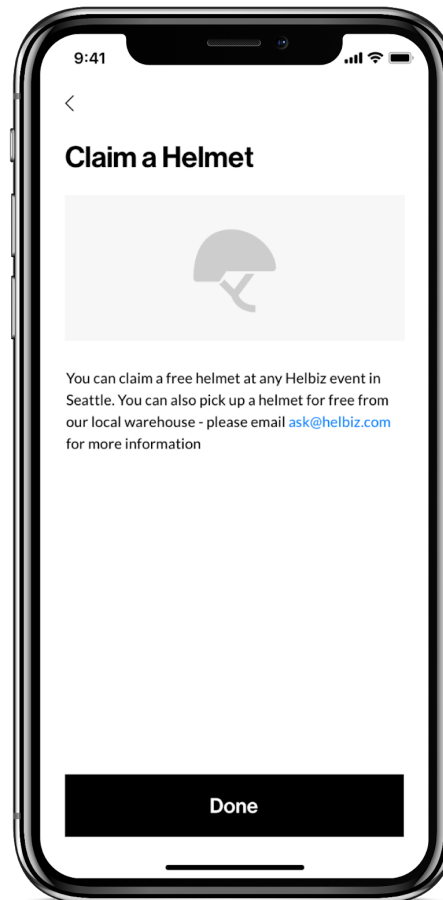 9:41
Claim a Helmet
You can claim a free helmet at any Helbiz event in
Seattle. You can also pick up a helmet for free from
our local warehouse - please email ask@helbiz.com
for more information
Done